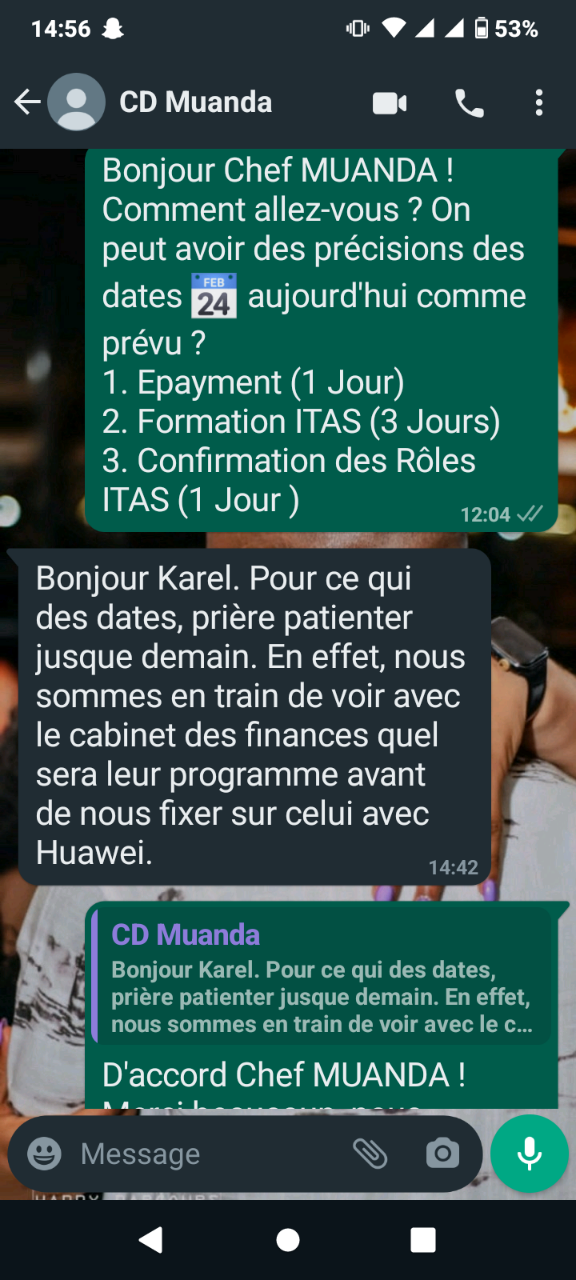 14:56
53%
CD Muanda
Bonjour Chef MUANDA !
Comment allez-vous ? On
peut avoir des précisions des
dates FEB 24 aujourd'hui comme
prévu ?
1. Epayment (1 Jour)
2. Formation ITAS (3 Jours)
3. Confirmation des Rôles
ITAS (1 Jour )
12:04
Bonjour Karel. Pour ce qui
des dates, prière patienter
jusque demain. En effet, nous
sommes en train de voir avec
le cabinet des finances quel
sera leur programme avant
de nous fixer sur celui avec
Huawei.
14:42
CD Muanda
Bonjour Karel. Pour ce qui des dates,
prière patienter jusque demain. En effet,
nous sommes en train de voir avec le c...
D'accord Chef MUANDA !
Message